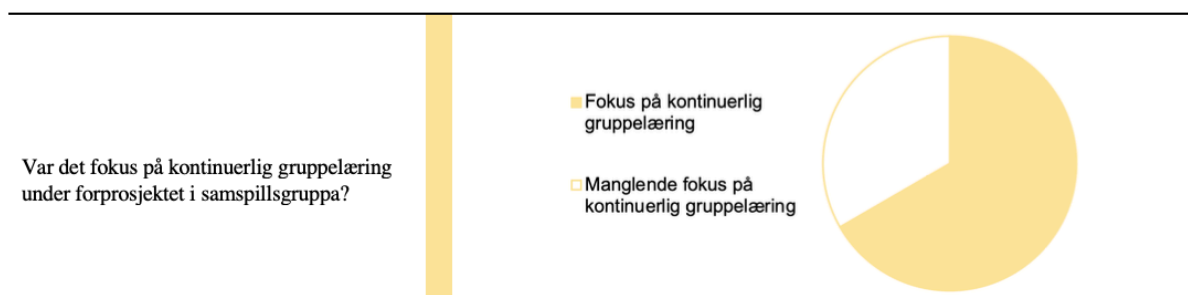 Var det fokus på kontinuerlig gruppelæring
under forprosjektet i samspillsgruppa?
Fokus på kontinuerlig
gruppelæring
Manglende fokus på
kontinuerlig gruppelæring